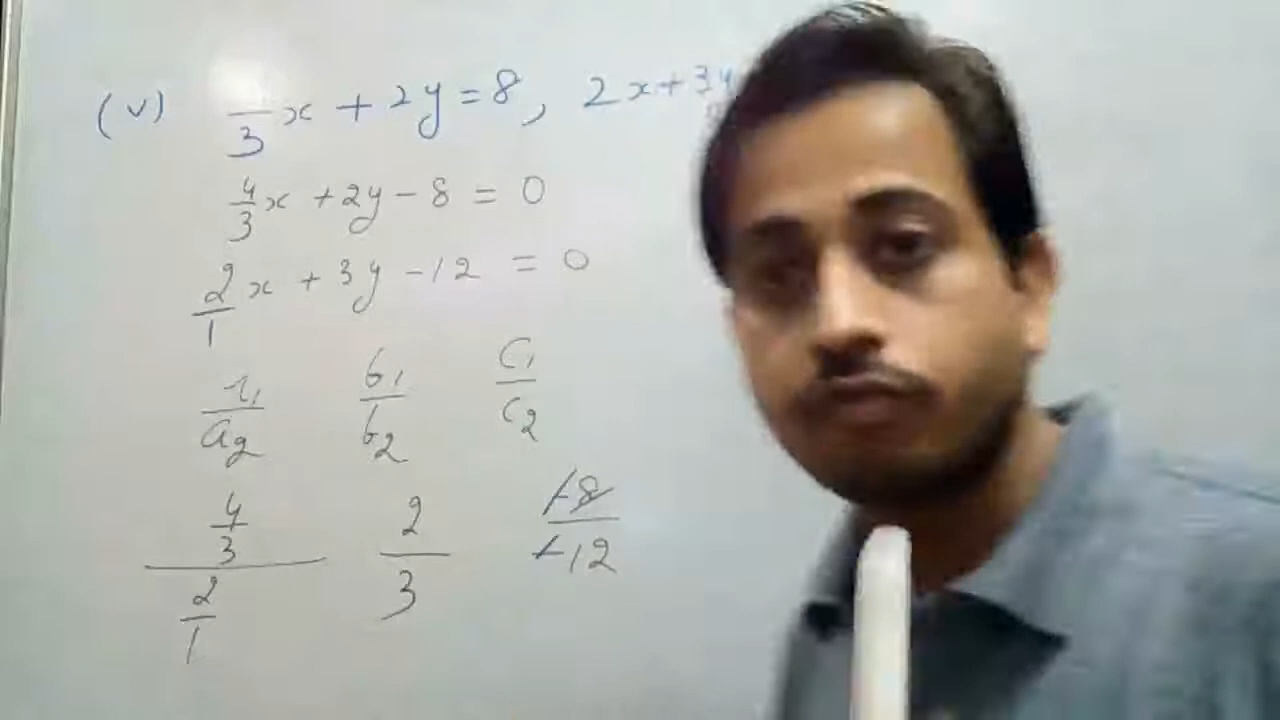 (v) —/3 x + 2y = 8, 2x + 3y
4/3 x + 2y - 8 = 0
2/1 x + 3y - 12 = 0
a₁/a₂ b₁/b₂ c₁/c₂
(4/3)/(2/1) 2/3 -8/-12